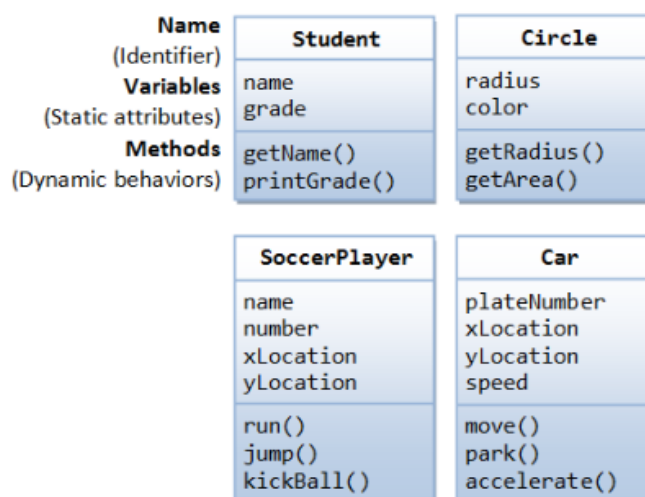 Name
(Identifier)
Variables
(Static attributes)
Methods
(Dynamic behaviors)
Student
name
grade
getName()
printGrade()
Circle
radius
color
getRadius()
getArea()
SoccerPlayer
name
number
xLocation
yLocation
run()
jump()
kickBall()
Car
plateNumber
xLocation
yLocation
speed
move()
park()
accelerate()